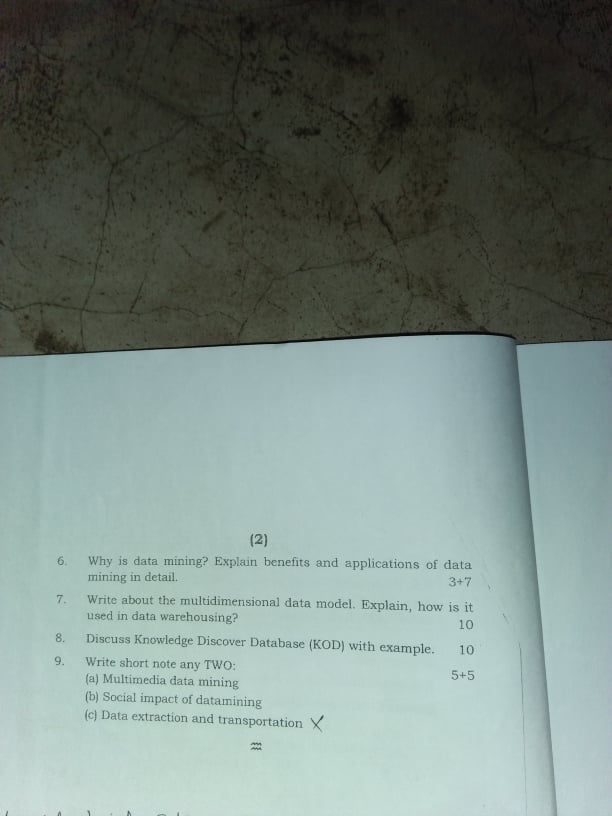 (2)
6. Why is data mining? Explain benefits and applications of data
mining in detail. 3+7
7. Write about the multidimensional data model. Explain, how is it
used in data warehousing? 10
8. Discuss Knowledge Discover Database (KOD) with example. 10
9. Write short note any TWO: 5+5
(a) Multimedia data mining
(b) Social impact of datamining
(c) Data extraction and transportation